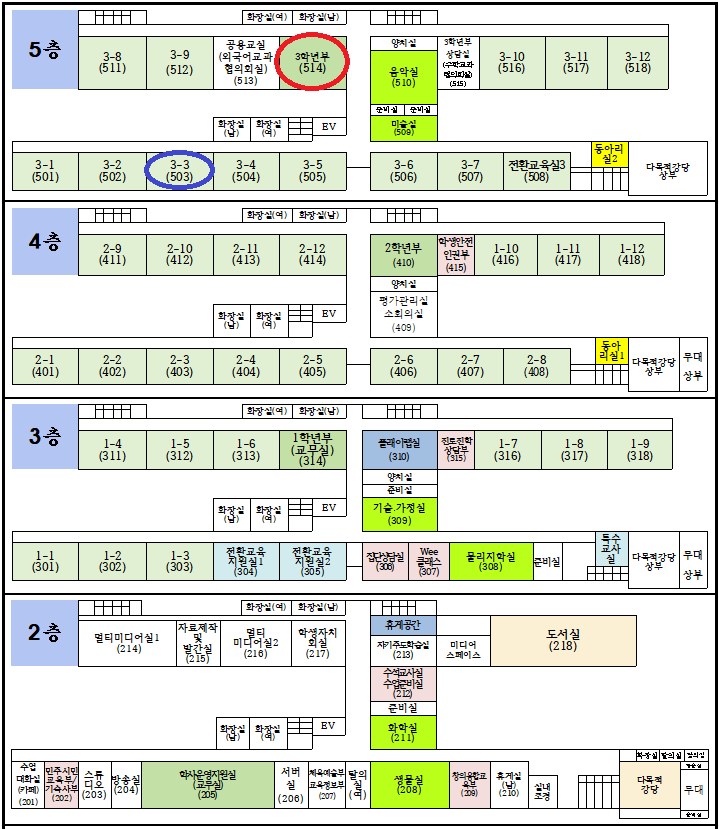 화장실(여) 화장실(남)
5층
3-8
(511)
3-9
(512)
공용교실
(외국어교과
협의회실)
(513)
3학년부
(514)
양치실
음악실
(510)
준비실 준비실
미술실
(509)
3학년부
상담실
(수학교과
협의회실)
(515)
3-10
(516)
3-11
(517)
3-12
(518)
화장실
(남)
화장실
(여)
EV
3-1
(501)
3-2
(502)
3-3
(503)
3-4
(504)
3-5
(505)
3-6
(506)
3-7
(507)
전환교육실3
(508)
동아리
실2
다목적강당
상부
화장실(여) 화장실(남)
4층
2-9
(411)
2-10
(412)
2-11
(413)
2-12
(414)
2학년부
(410)
양치실
평가관리실
소회의실
(409)
학생안전
인권부
(415)
1-10
(416)
1-11
(417)
1-12
(418)
화장실
(남)
화장실
(여)
EV
2-1
(401)
2-2
(402)
2-3
(403)
2-4
(404)
2-5
(405)
2-6
(406)
2-7
(407)
2-8
(408)
동아
리실1
다목적강당
상부
무대
상부
화장실(여) 화장실(남)
3층
1-4
(311)
1-5
(312)
1-6
(313)
1학년부
(교무실)
(314)
플레이랩실
(310)
양치실
준비실
기술.가정실
(309)
진로진학
상담부
(315)
1-7
(316)
1-8
(317)
1-9
(318)
화장실
(남)
화장실
(여)
EV
1-1
(301)
1-2
(302)
1-3
(303)
전환교육
지원실1
(304)
전환교육
지원실2
(305)
집단상담실
(306)
Wee
클래스
(307)
물리지학실
(308)
준비실
특수
교사
실
다목적강당
상부
무대
상부
화장실(여) 화장실(남)
2층
멀티미디어실1
(214)
자료제작
및
발간실
(215)
멀티
미디어실2
(216)
학생자치
회실
(217)
휴게공간
자기주도학습실
(213)
수석교사실
수업준비실
(212)
준비실
화학실
(211)
미디어
스페이스
도서실
(218)
화장실
(남)
화장실
(여)
EV
수업
대화실
(카페)
(201)
민주시민
교육부/
기숙사부
(202)
스튜
디오
(203)
방송실
(204)
학사운영지원실
(교무실)
(205)
서버
실
(206)
체육예술부
교육정보부
(207)
탈의
실
(여)
생물실
(208)
창의융합교
육부
(209)
휴게실
(남)
(210)
실내
조경
화장실 탈의실
다목적
강당
무대